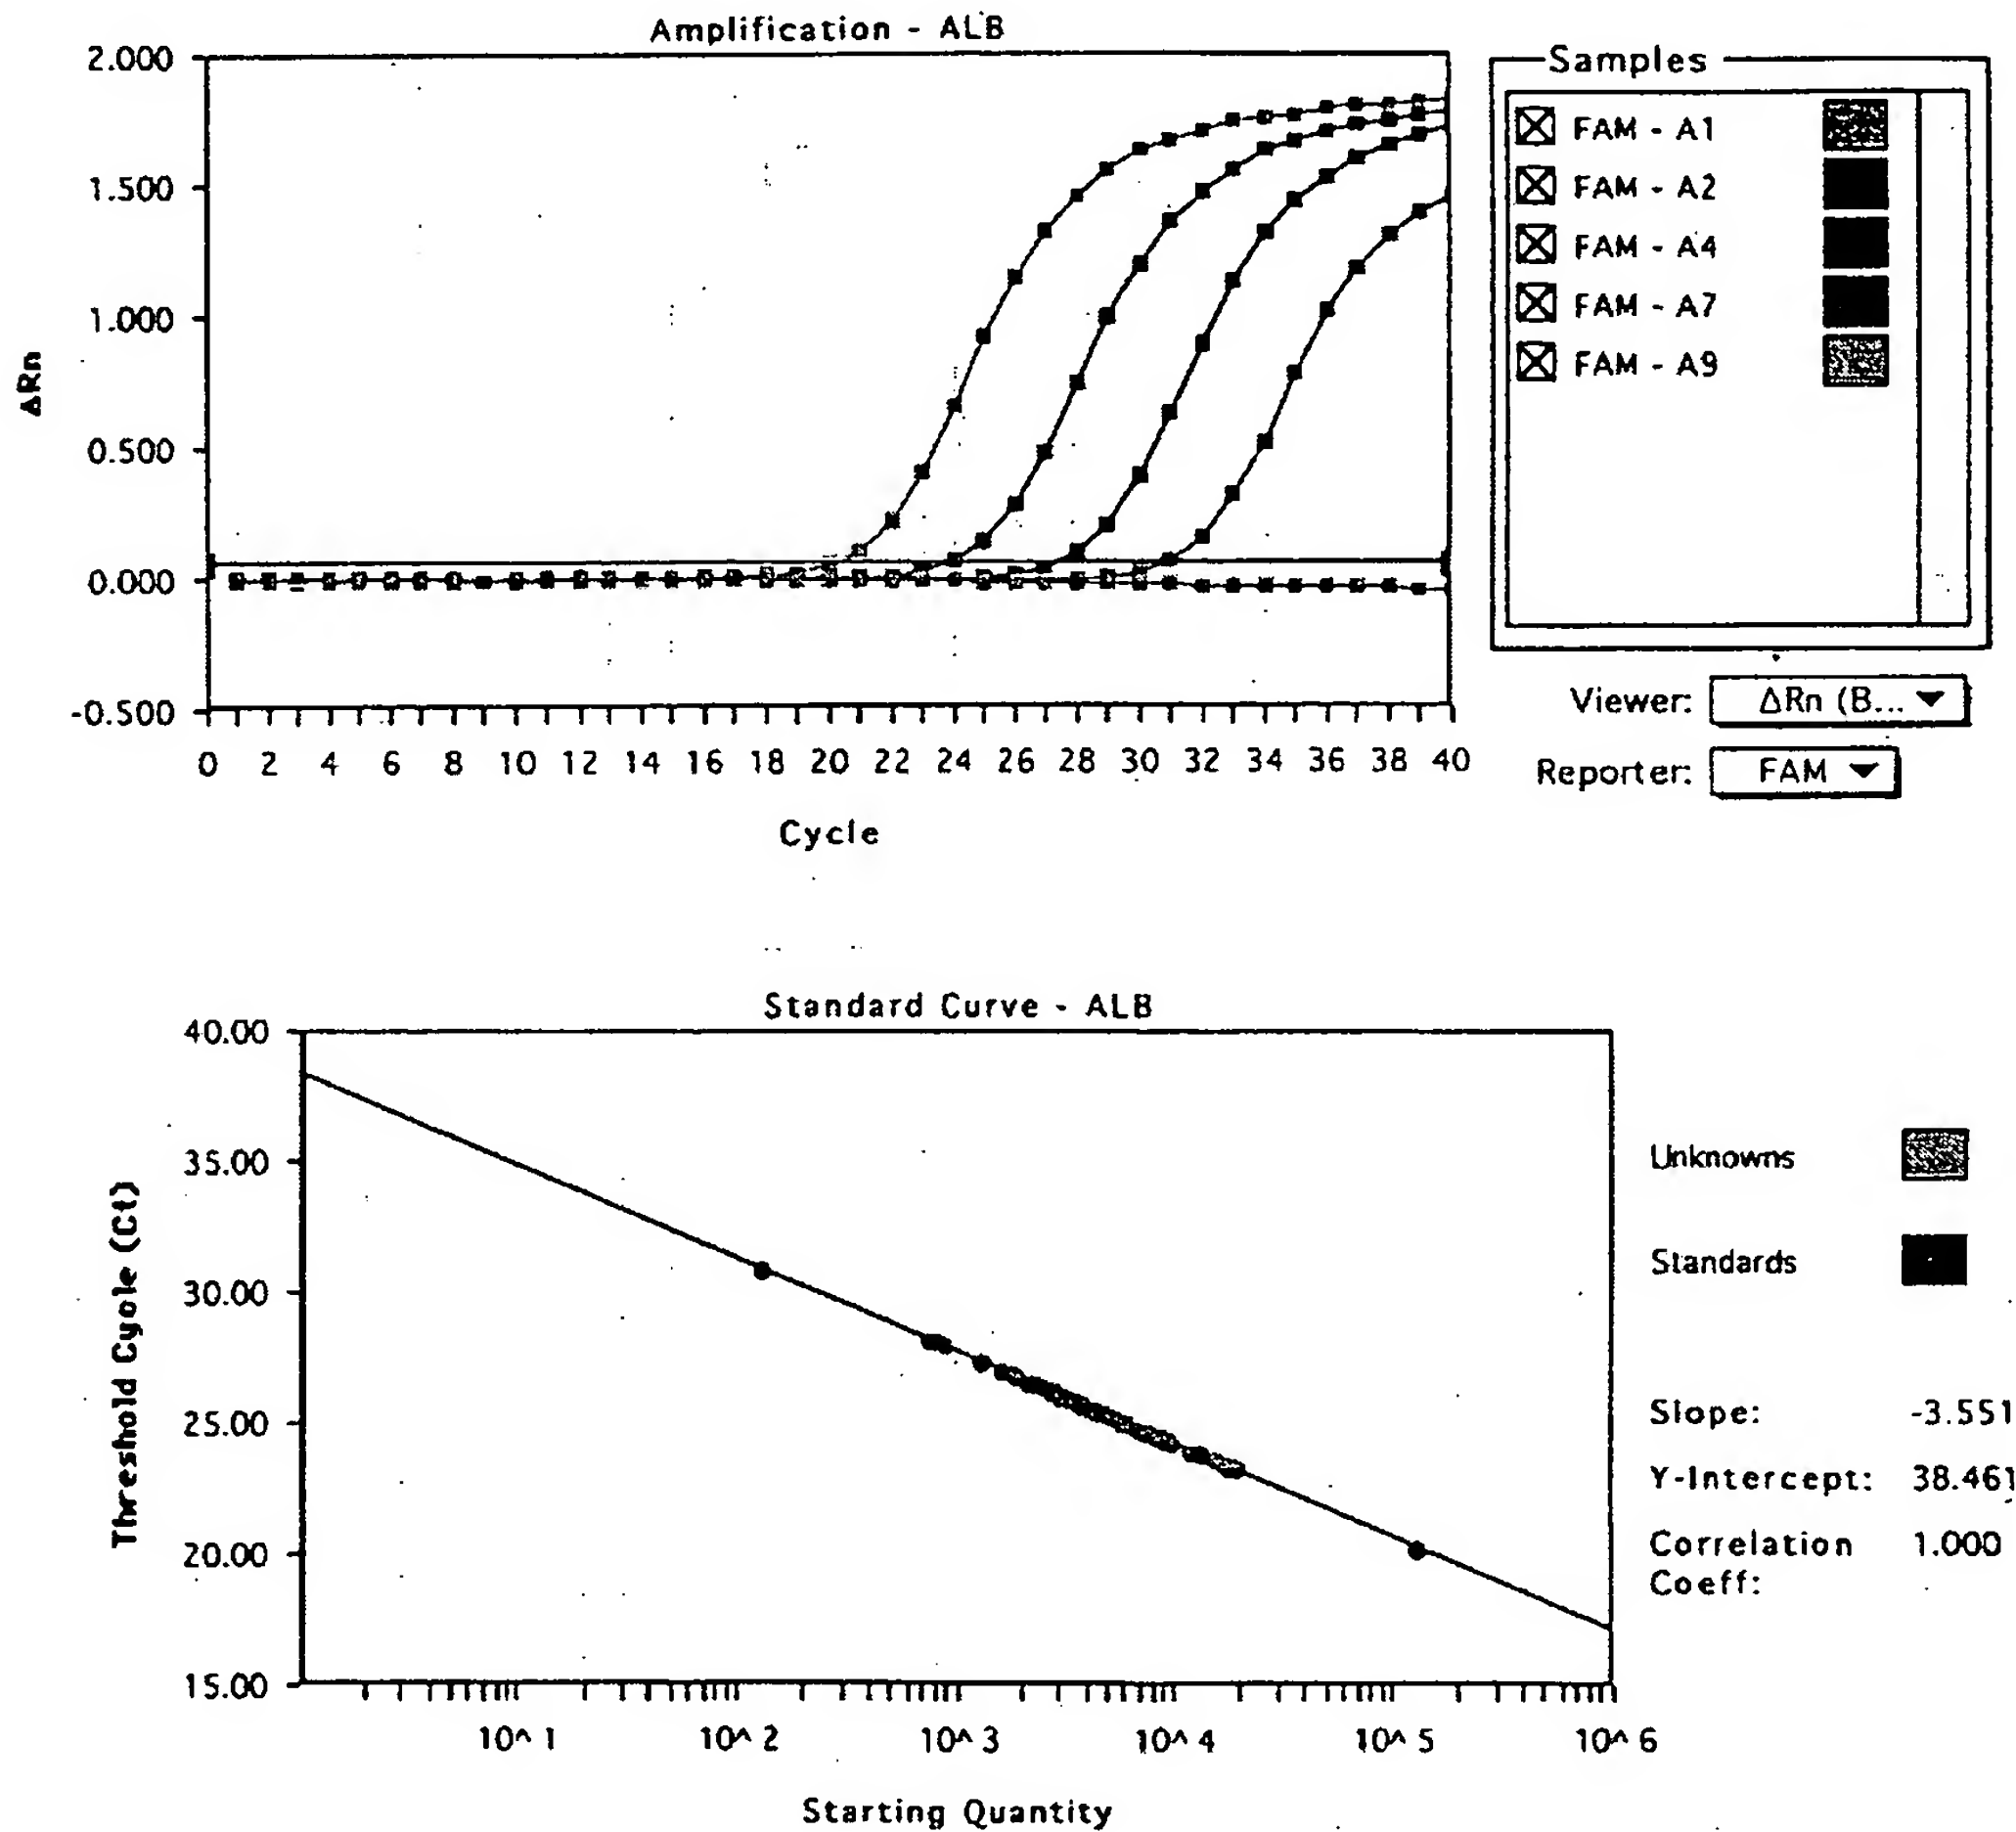 Amplification - ALB
2.000
1.500
1.000
0.500
0.000
-0.500
ΔRn
0 2 4 6 8 10 12 14 16 18 20 22 24 26 28 30 32 34 36 38 40
Cycle
Samples
FAM - A1
FAM - A2
FAM - A4
FAM - A7
FAM - A9
Viewer: ΔRn (B...
Reporter: FAM
Standard Curve - ALB
40.00
35.00
30.00
25.00
20.00
15.00
Threshold Cycle (Ct)
10^1 10^2 10^3 10^4 10^5 10^6
Starting Quantity
Unknowns
Standards
Slope: -3.551
Y-Intercept: 38.461
Correlation 1.000
Coeff: